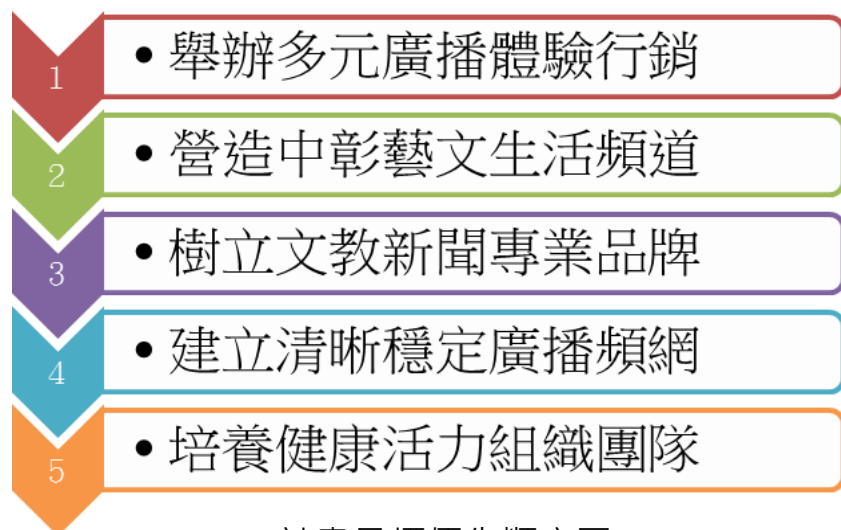 1
• 舉辦多元廣播體驗行銷
2
• 營造中彰藝文生活頻道
3
• 樹立文教新聞專業品牌
4
• 建立清晰穩定廣播頻網
5
• 培養健康活力組織團隊